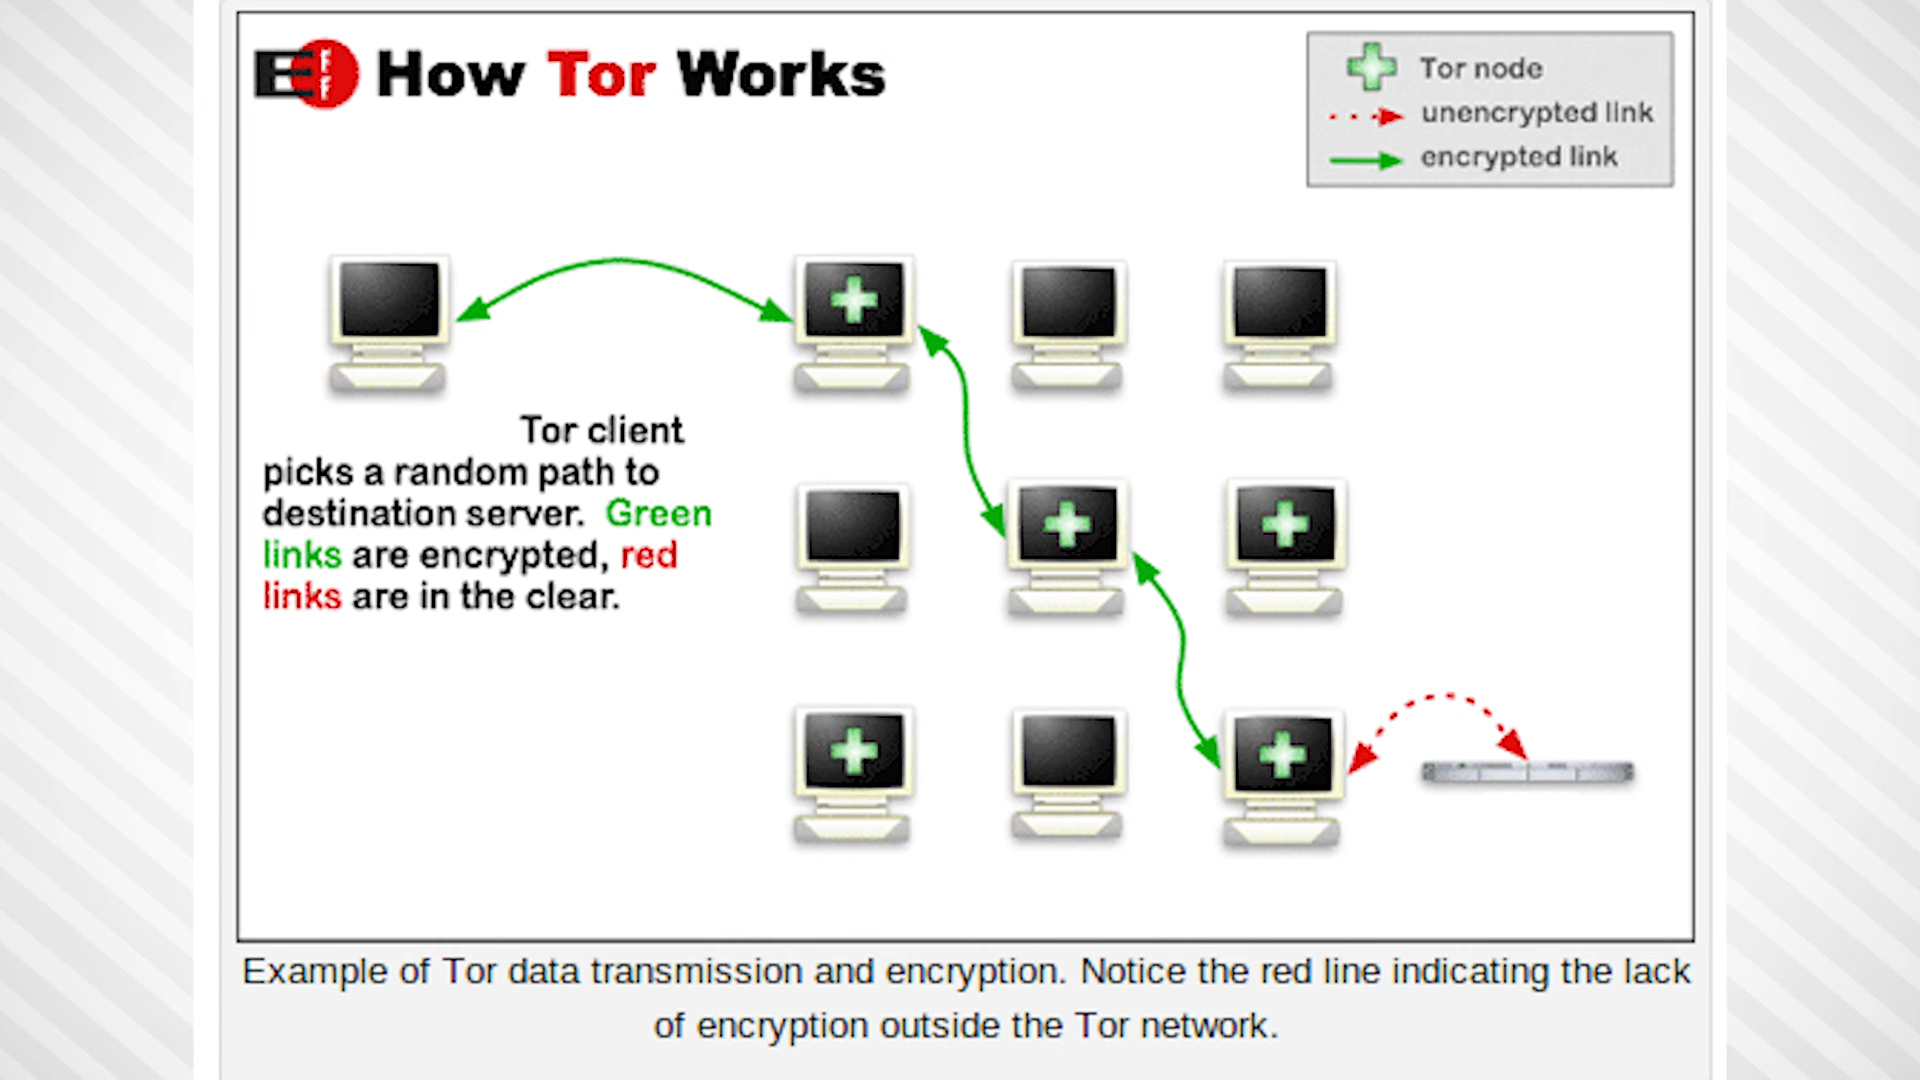 EFF How Tor Works
Tor node
unencrypted link
encrypted link
Tor client
picks a random path to
destination server. Green
links are encrypted, red
links are in the clear.
Example of Tor data transmission and encryption. Notice the red line indicating the lack
of encryption outside the Tor network.